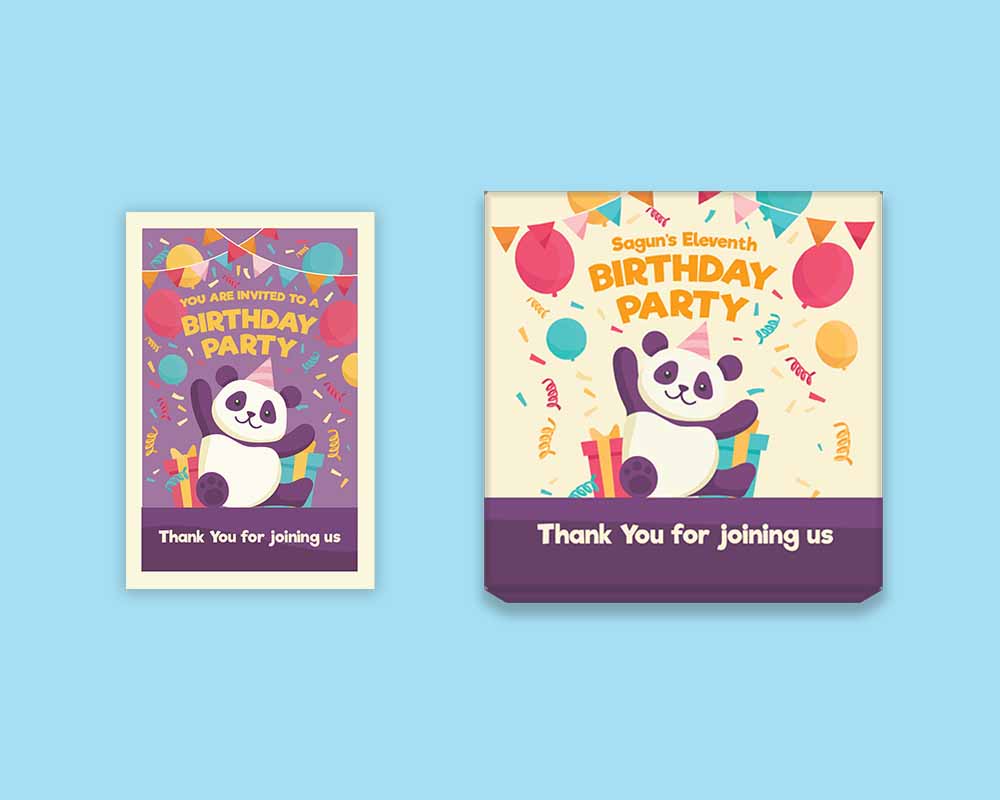 YOU ARE INVITED TO A
BIRTHDAY
PARTY
Thank You for joining us
Sagun's Eleventh
BIRTHDAY
PARTY
Thank You for joining us